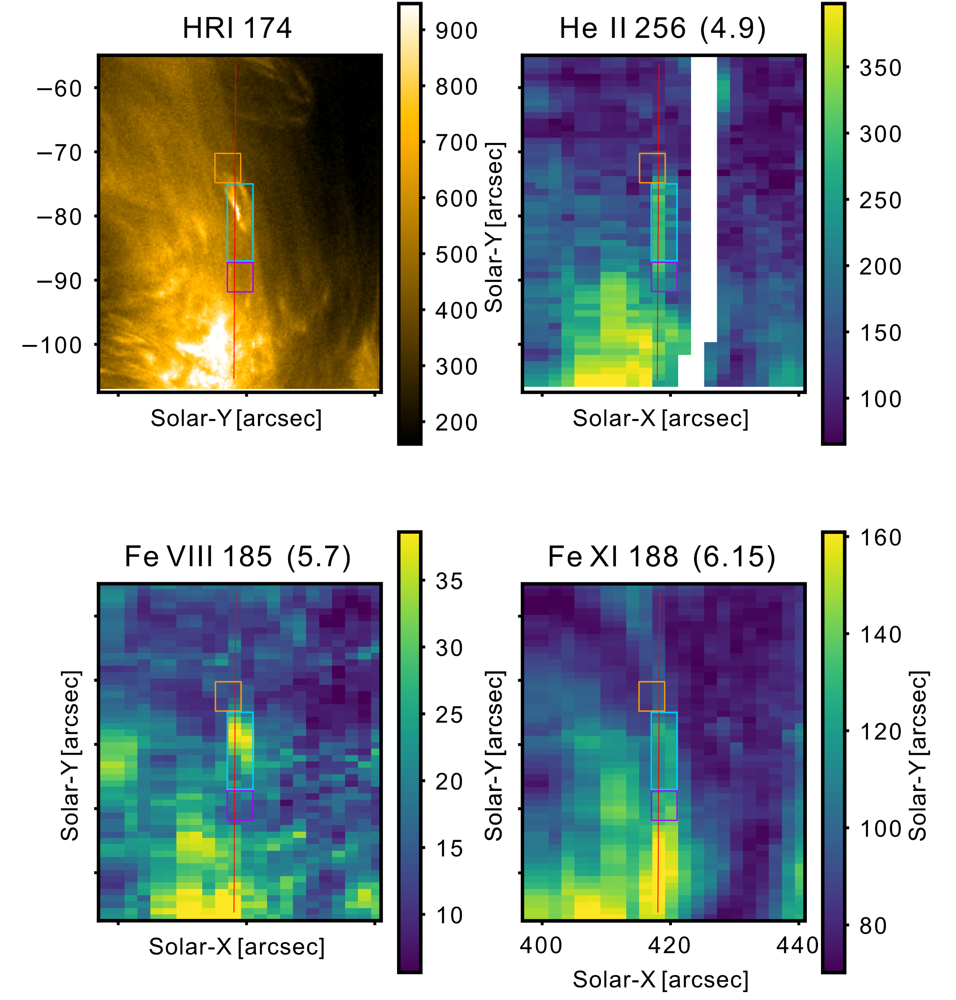 HRI 174
−60
−70
−80
−90
−100
Solar-Y [arcsec]
900
800
700
600
500
400
300
200
He II 256 (4.9)
Solar-Y [arcsec]
Solar-X [arcsec]
350
300
250
200
150
100
Fe VIII 185 (5.7)
Solar-Y [arcsec]
Solar-X [arcsec]
35
30
25
20
15
10
Fe XI 188 (6.15)
Solar-Y [arcsec]
400 420 440
Solar-X [arcsec]
160
140
120
100
80
Solar-Y [arcsec]